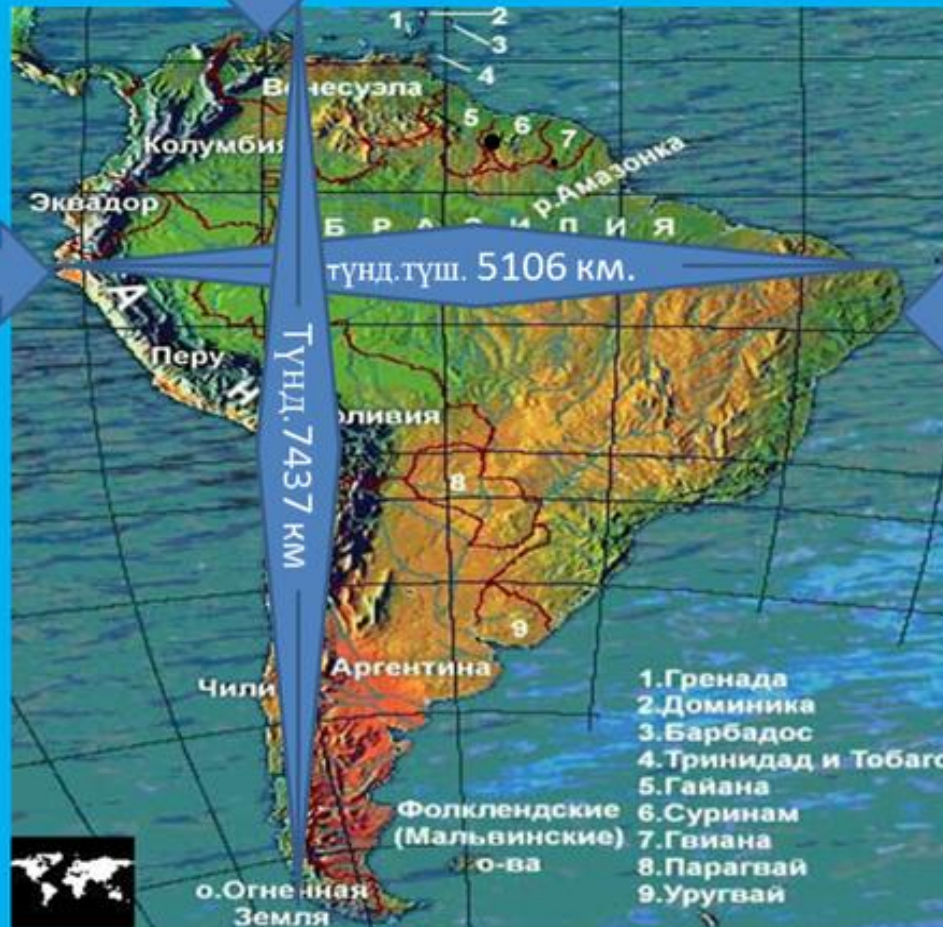 1
2
3
4
Венесуэла
5
6
7
Колумбия
р.Амазонка
Эквадор
БРАЗИЛИЯ
түнд.түш. 5106 км.
Түнд.7437 км
А
Перу
Н
оливия
8
9
Аргентина
Чили
1.Гренада
2.Доминика
3.Барбадос
4.Тринидад и Тобаго
5.Гайана
6.Суринам
7.Гвиана
8.Парагвай
9.Уругвай
Фолклендские
(Мальвинские)
о-ва
о.Огненная
Земля